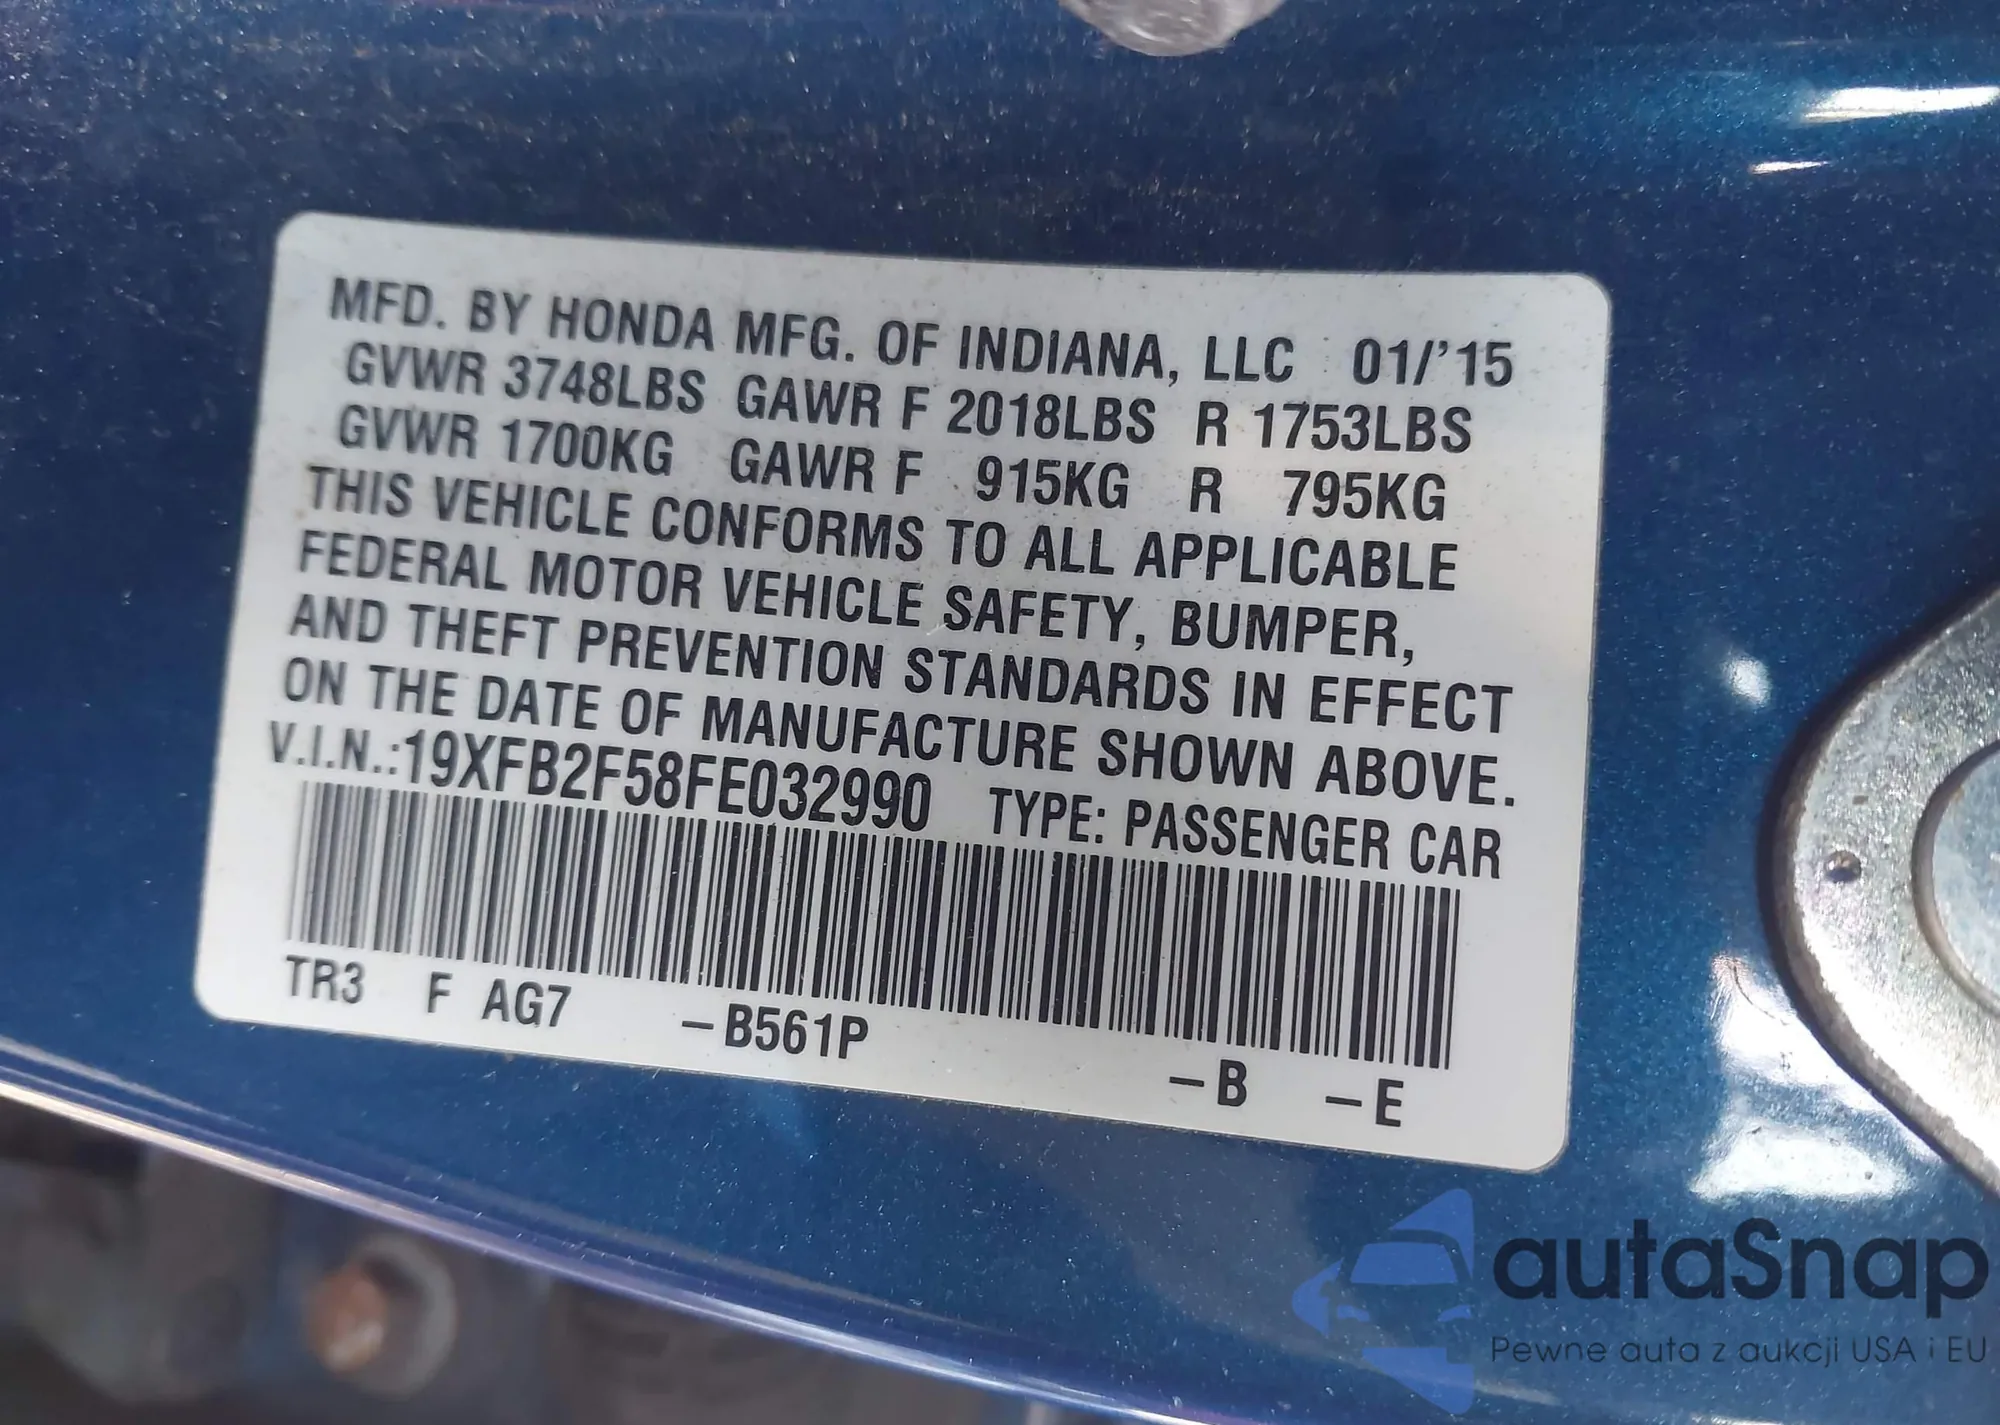 MFD. BY HONDA MFG. OF INDIANA, LLC 01/'15
GVWR 3748LBS GAWR F 2018LBS R 1753LBS
GVWR 1700KG GAWR F 915KG R 795KG
THIS VEHICLE CONFORMS TO ALL APPLICABLE
FEDERAL MOTOR VEHICLE SAFETY, BUMPER,
AND THEFT PREVENTION STANDARDS IN EFFECT
ON THE DATE OF MANUFACTURE SHOWN ABOVE.
V.I.N.:19XFB2F58FE032990 TYPE: PASSENGER CAR
TR3 F AG7 –B561P –B –E
autaSnap
Pewne auta z aukcji USA i EU